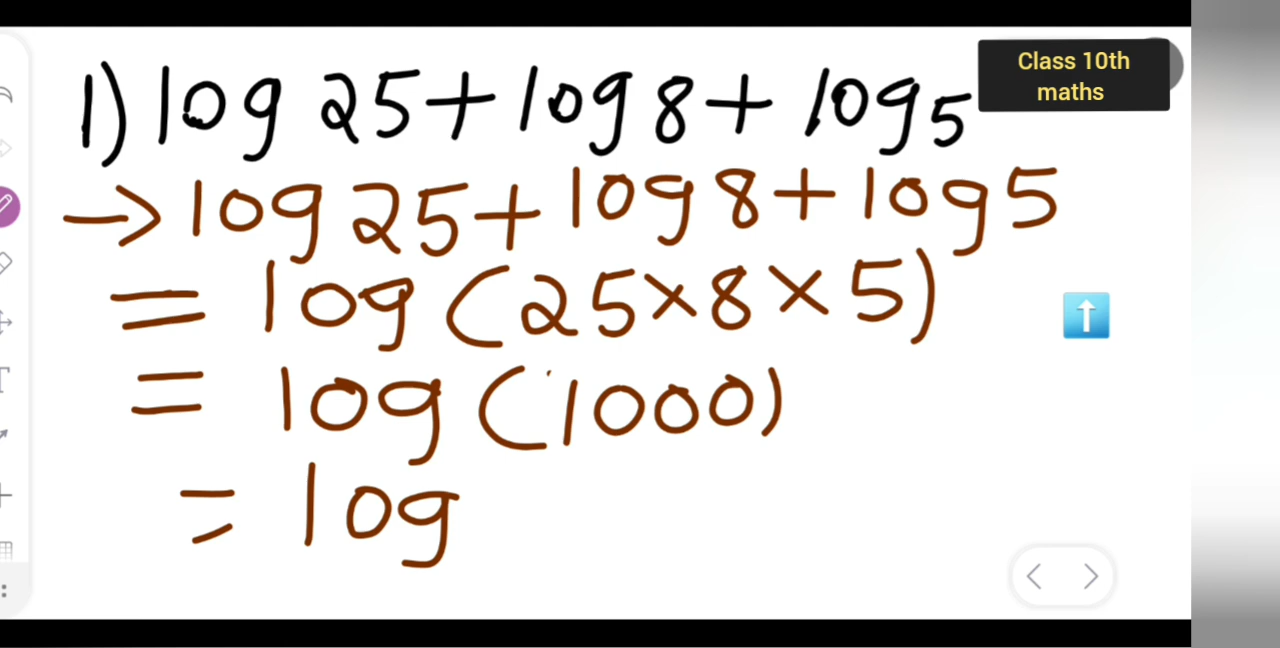 1) log 25 + log 8 + log 5
Class 10th
maths
→ log 25 + log 8 + log 5
= log (25 × 8 × 5)
= log (1000)
= log